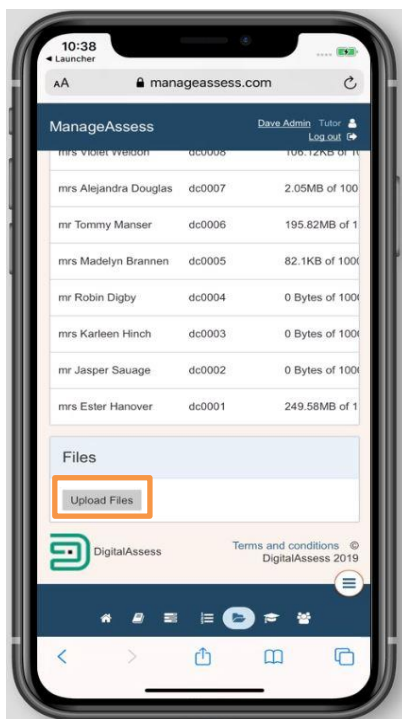 10:38
◀ Launcher
AA manageassess.com
ManageAssess Dave Admin Tutor
Log out
mrs Violet Weldon dc0008 106.12KB of 10
mrs Alejandra Douglas dc0007 2.05MB of 100
mr Tommy Manser dc0006 195.82MB of 1
mrs Madelyn Brannen dc0005 82.1KB of 100
mr Robin Digby dc0004 0 Bytes of 100
mrs Karleen Hinch dc0003 0 Bytes of 100
mr Jasper Sauage dc0002 0 Bytes of 100
mrs Ester Hanover dc0001 249.58MB of 1
Files
Upload Files
DigitalAssess Terms and conditions ©
DigitalAssess 2019